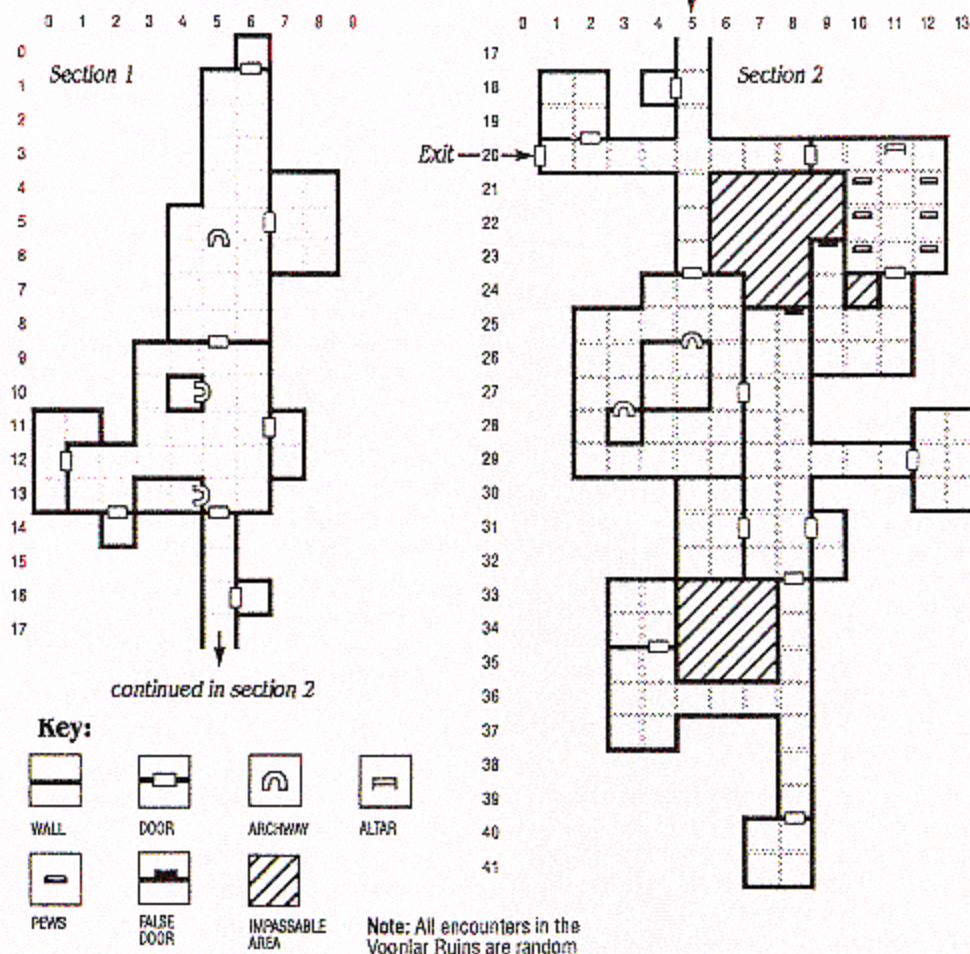 0 1 2 3 4 5 6 7 8 9
0
Section 1
1
2
3
4
5
6
7
8
9
10
11
12
13
14
15
16
17
continued in section 2
0 1 2 3 4 5 6 7 8 9 10 11 12 13
17
Section 2
18
19
Exit
20
21
22
23
24
25
26
27
28
29
30
31
32
33
34
35
36
37
38
39
40
41
Key:
WALL
DOOR
ARCHWAY
ALTAR
PEWS
FALSE
DOOR
IMPASSABLE
AREA
Note: All encounters in the
Vooplar Ruins are random